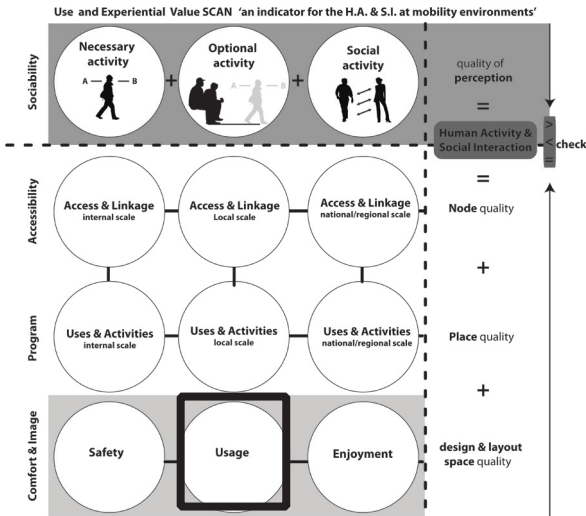 Use and Experiential Value SCAN 'an indicator for the H.A. & S.I. at mobility environments'
Sociability
Necessary
activity
A — — B
+
Optional
activity
A — — B
+
Social
activity
quality of
perception
=
Human Activity &
Social Interaction
> < =
check
=
Accessibility
Access & Linkage
internal scale
Access & Linkage
Local scale
Access & Linkage
national/regional scale
Node quality
+
Program
Uses & Activities
internal scale
Uses & Activities
local scale
Uses & Activities
national/regional scale
Place quality
+
Comfort & Image
Safety
Usage
Enjoyment
design & layout
space quality